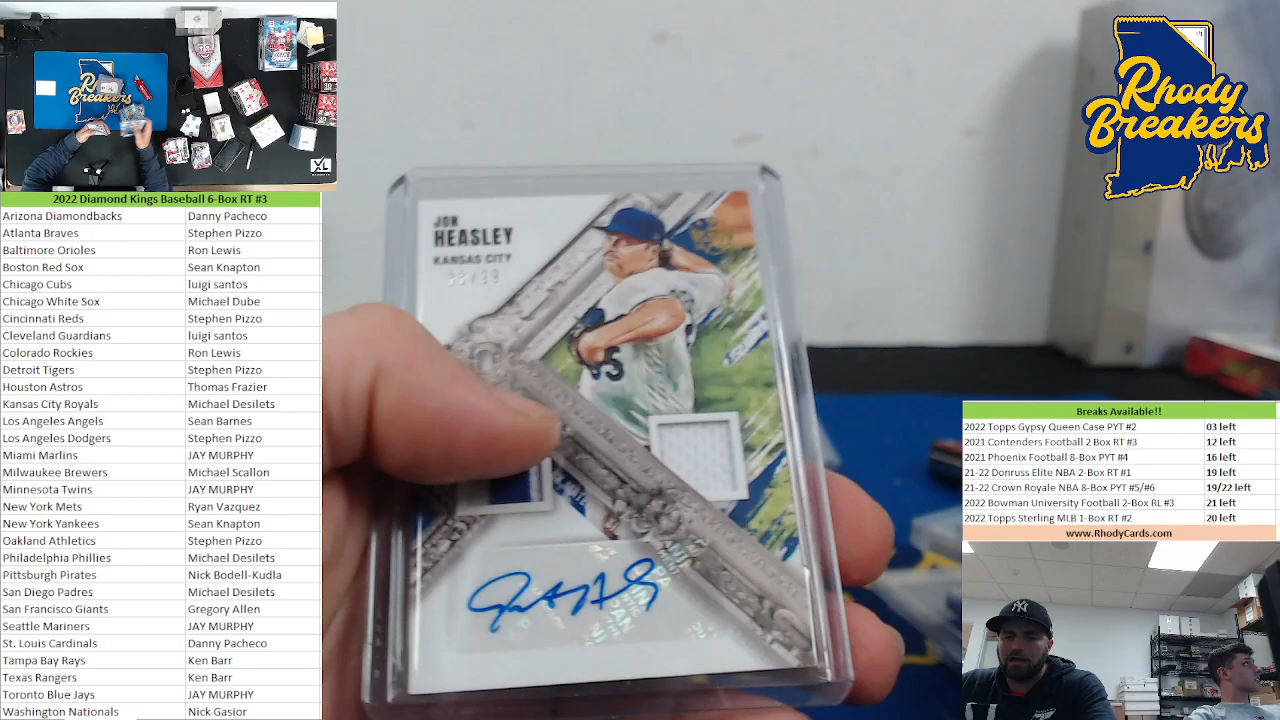 Rhody
Breakers
XL
2022 Diamond Kings Baseball 6-Box RT #3
Arizona Diamondbacks Danny Pacheco
Atlanta Braves Stephen Pizzo
Baltimore Orioles Ron Lewis
Boston Red Sox Sean Knapton
Chicago Cubs luigi santos
Chicago White Sox Michael Dube
Cincinnati Reds Stephen Pizzo
Cleveland Guardians luigi santos
Colorado Rockies Ron Lewis
Detroit Tigers Stephen Pizzo
Houston Astros Thomas Frazier
Kansas City Royals Michael Desilets
Los Angeles Angels Sean Barnes
Los Angeles Dodgers Stephen Pizzo
Miami Marlins JAY MURPHY
Milwaukee Brewers Michael Scallon
Minnesota Twins JAY MURPHY
New York Mets Ryan Vazquez
New York Yankees Sean Knapton
Oakland Athletics Stephen Pizzo
Philadelphia Phillies Michael Desilets
Pittsburgh Pirates Nick Bodell-Kudla
San Diego Padres Michael Desilets
San Francisco Giants Gregory Allen
Seattle Mariners JAY MURPHY
St. Louis Cardinals Danny Pacheco
Tampa Bay Rays Ken Barr
Texas Rangers Ken Barr
Toronto Blue Jays JAY MURPHY
Washington Nationals Nick Gasior
JON
HEASLEY
KANSAS CITY
Rhody
Breakers
Breaks Available!!
2022 Topps Gypsy Queen Case PYT #2 03 left
2021 Contenders Football 2 Box RT #3 12 left
2021 Phoenix Football 8-Box PYT #4 16 left
21-22 Donruss Elite NBA 2-Box RT #1 19 left
21-22 Crown Royale NBA 8-Box PYT #5/#6 19/22 left
2022 Bowman University Football 2-Box RL #3 21 left
2022 Topps Sterling MLB 1-Box RT #2 20 left
www.RhodyCards.com